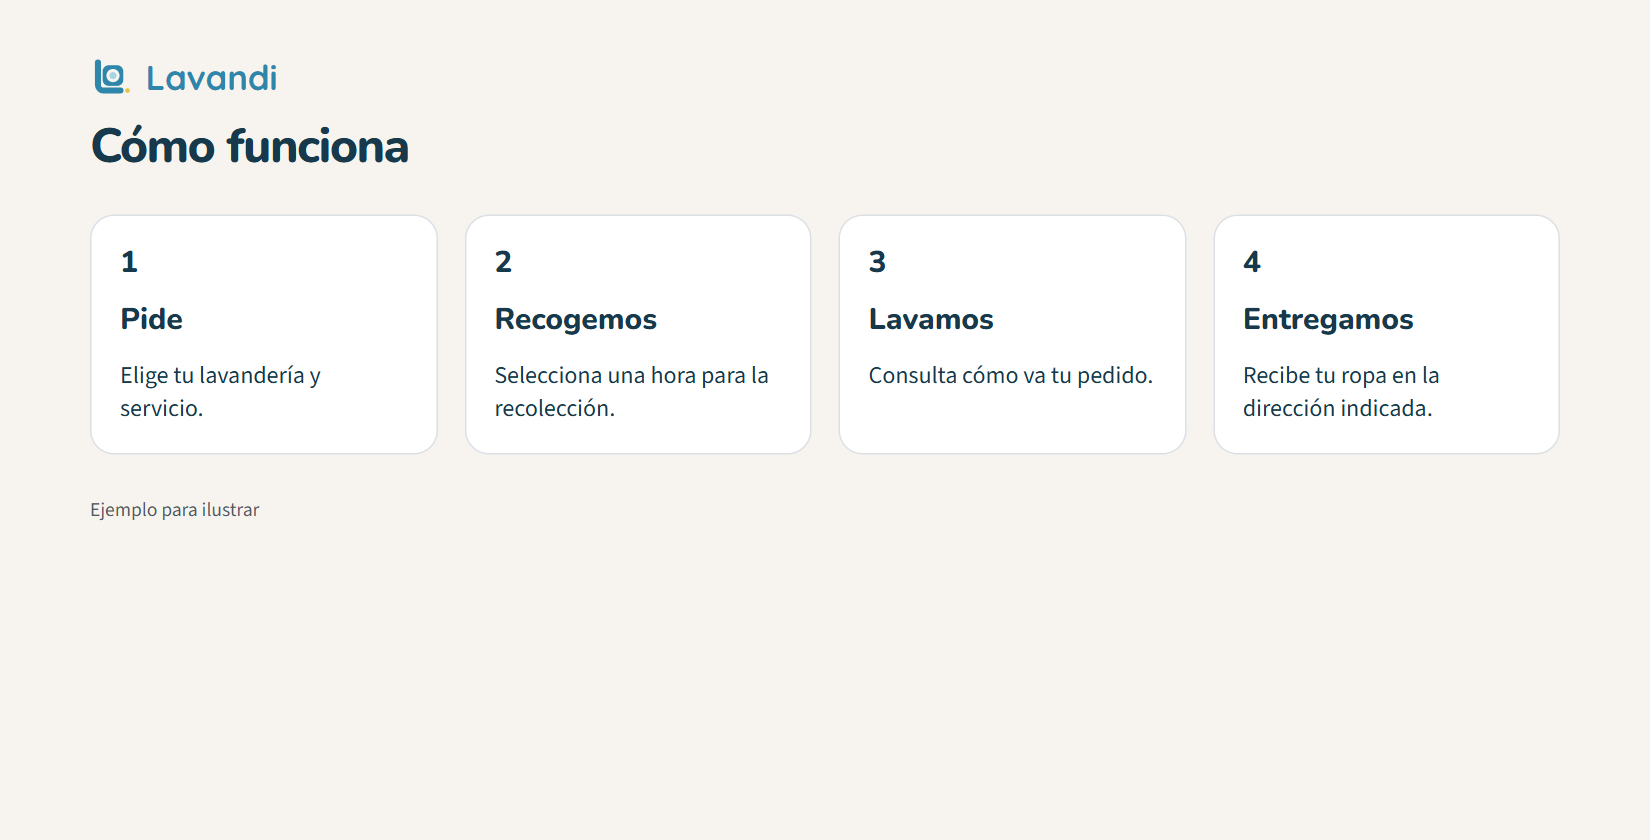 Lavandi
Cómo funciona
1
Pide
Elige tu lavandería y
servicio.
2
Recogemos
Selecciona una hora para la
recolección.
3
Lavamos
Consulta cómo va tu pedido.
4
Entregamos
Recibe tu ropa en la
dirección indicada.
Ejemplo para ilustrar